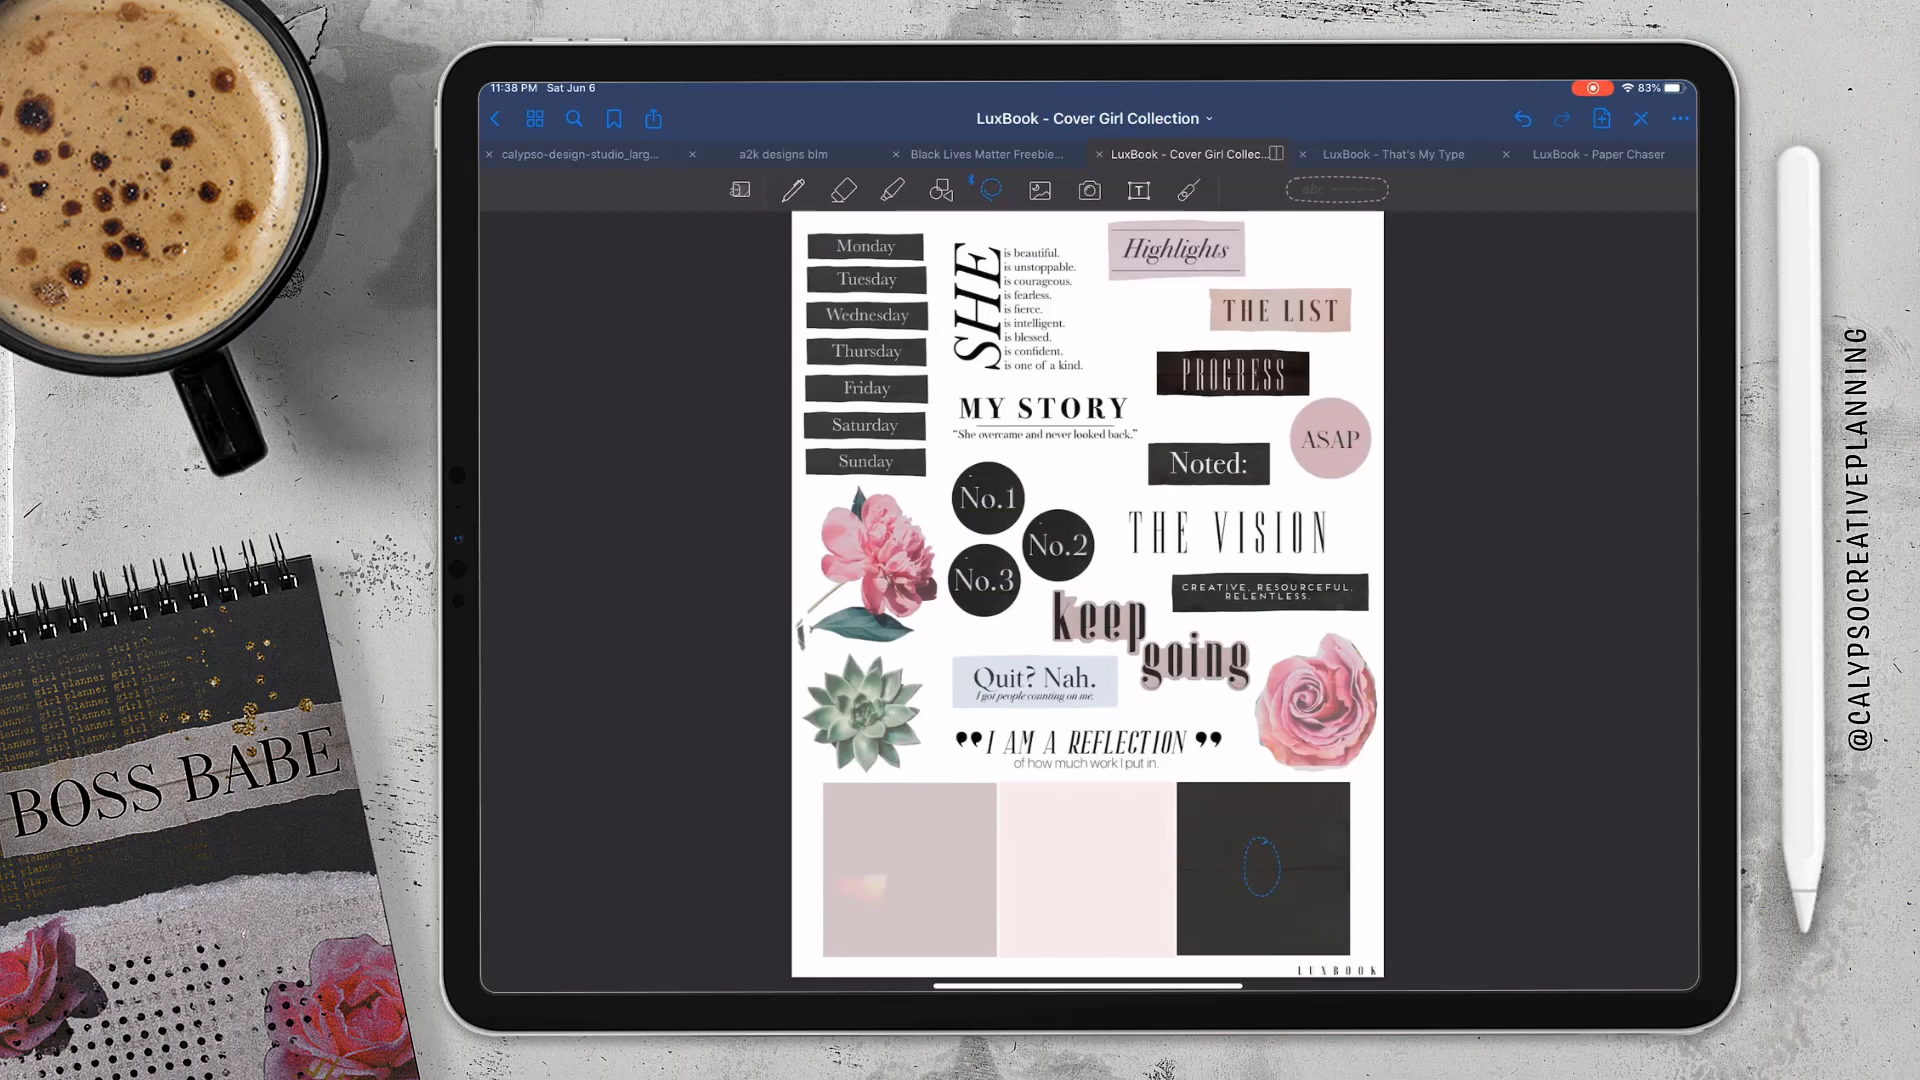 11:38 PM Sat Jun 6
83%
LuxBook - Cover Girl Collection
calypso-design-studio_larg...
a2k designs blm
Black Lives Matter Freebie...
LuxBook - Cover Girl Collec...
LuxBook - That's My Type
LuxBook - Paper Chaser
Monday
Tuesday
Wednesday
Thursday
Friday
Saturday
Sunday
SHE
is beautiful.
is unstoppable.
is courageous.
is fearless.
is fierce.
is intelligent.
is blessed.
is confident.
is one of a kind.
Highlights
THE LIST
PROGRESS
MY STORY
"She overcame and never looked back."
ASAP
Noted:
No.1
No.2
No.3
THE VISION
CREATIVE, RESOURCEFUL,
RELENTLESS.
keep
going
Quit? Nah.
I got people counting on me.
"I AM A REFLECTION"
of how much work I put in.
LUXBOOK
BOSS BABE
@CALYPSOCREATIVEPLANNING